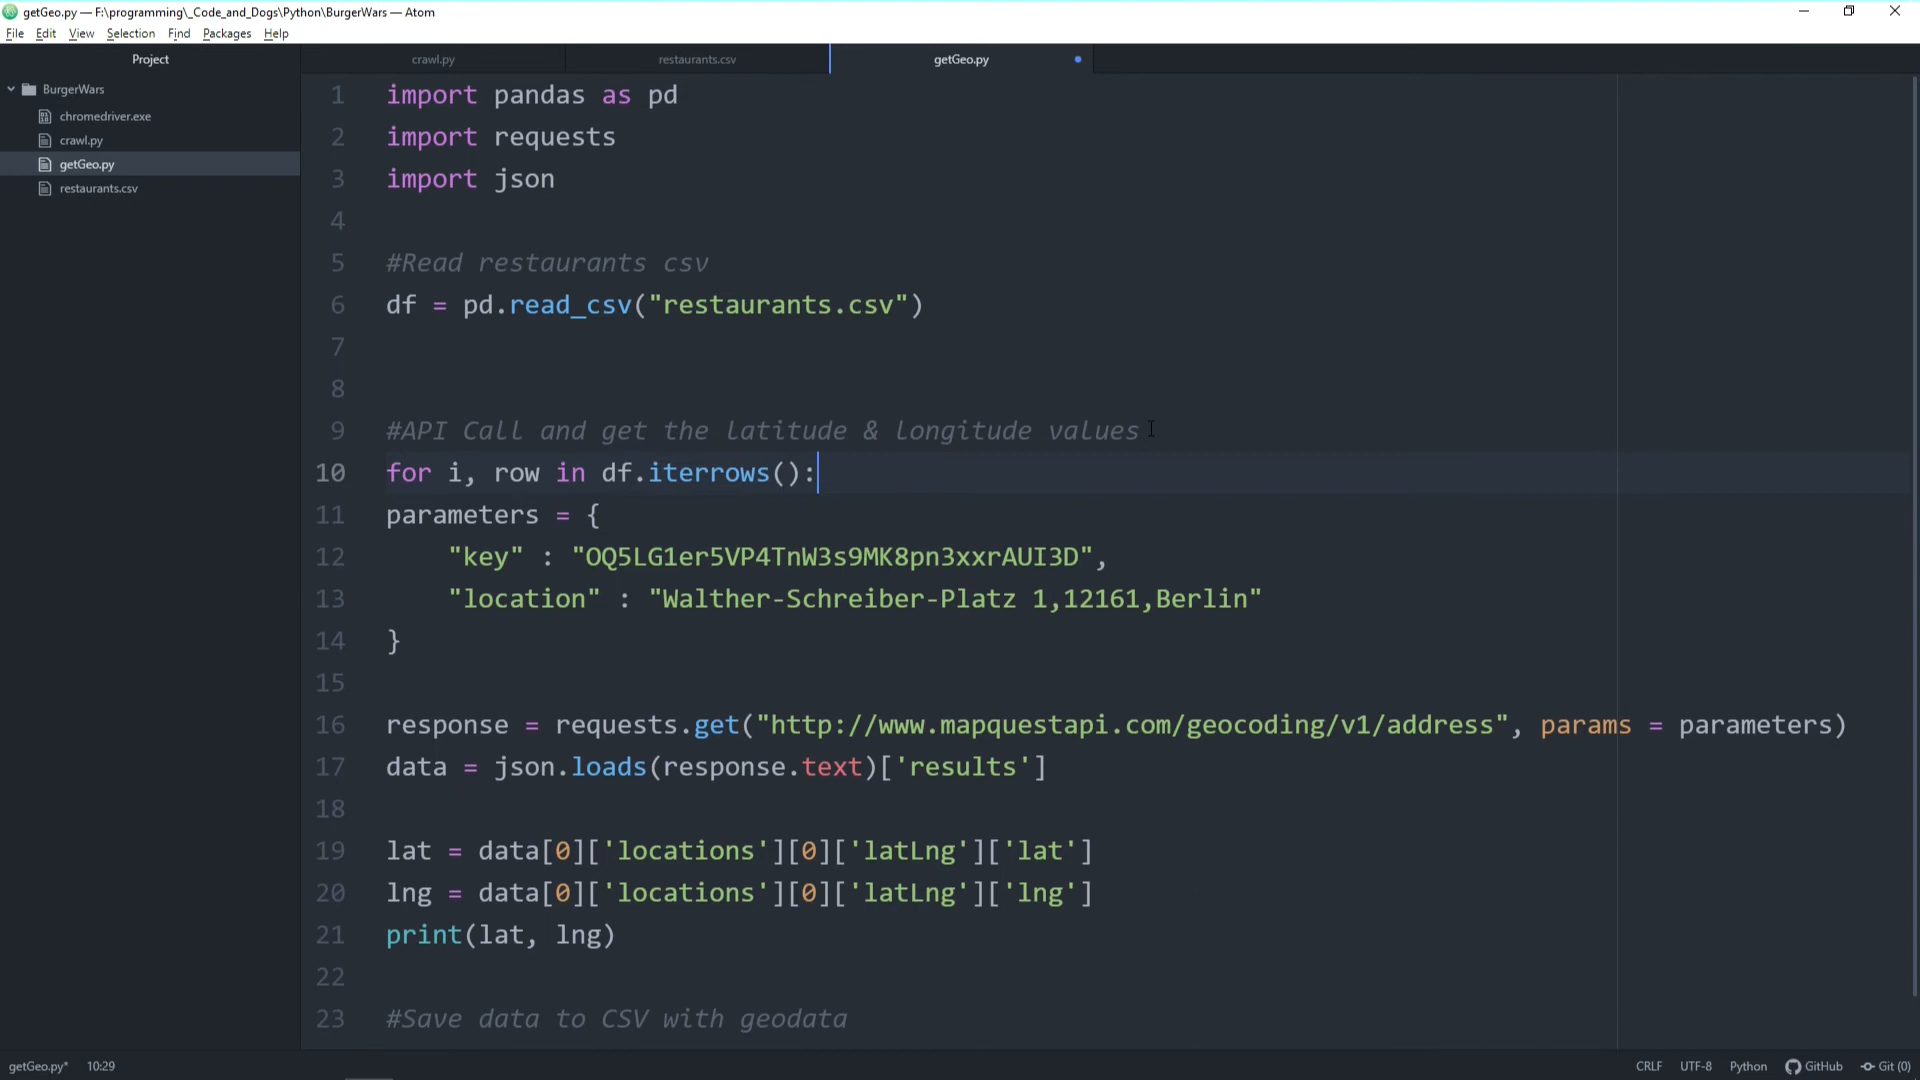 getGeo.py — F:\programming\_Code_and_Dogs\Python\BurgerWars — Atom
File Edit View Selection Find Packages Help
Project
crawl.py
restaurants.csv
getGeo.py
BurgerWars
chromedriver.exe
crawl.py
getGeo.py
restaurants.csv
1 import pandas as pd
2 import requests
3 import json
4
5 #Read restaurants csv
6 df = pd.read_csv("restaurants.csv")
7
8
9 #API Call and get the latitude & longitude values
10 for i, row in df.iterrows():
11 parameters = {
12     "key" : "OQ5LG1er5VP4TnW3s9MK8pn3xxrAUI3D",
13     "location" : "Walther-Schreiber-Platz 1,12161,Berlin"
14 }
15
16 response = requests.get("http://www.mapquestapi.com/geocoding/v1/address", params = parameters)
17 data = json.loads(response.text)['results']
18
19 lat = data[0]['locations'][0]['latLng']['lat']
20 lng = data[0]['locations'][0]['latLng']['lng']
21 print(lat, lng)
22
23 #Save data to CSV with geodata
getGeo.py* 10:29
CRLF UTF-8 Python GitHub Git (0)